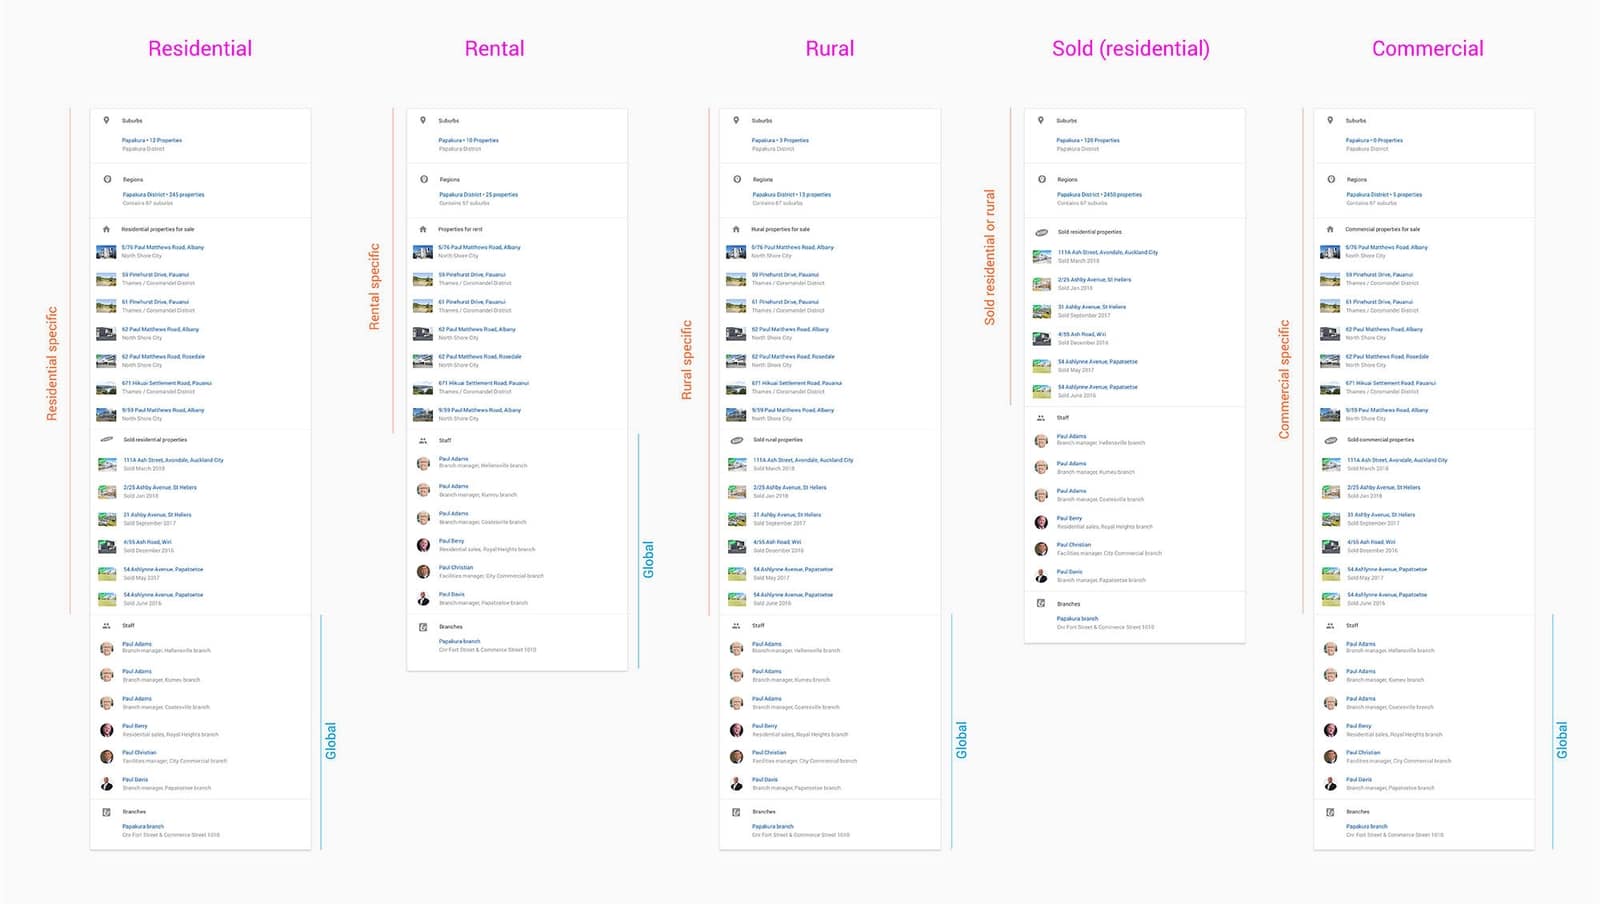 Residential
Residential specific
Suburbs
Papakura • 12 Properties
Papakura District
Regions
Papakura District • 245 properties
Contains 67 suburbs
Residential properties for sale
5/76 Paul Matthews Road, Albany
North Shore City
59 Pinehurst Drive, Pauanui
Thames / Coromandel District
61 Pinehurst Drive, Pauanui
Thames / Coromandel District
62 Paul Matthews Road, Albany
North Shore City
62 Paul Matthews Road, Rosedale
North Shore City
671 Hikuai Settlement Road, Pauanui
Thames / Coromandel District
9/59 Paul Matthews Road, Albany
North Shore City
Sold residential properties
111A Ash Street, Avondale, Auckland City
Sold March 2018
2/25 Ashby Avenue, St Heliers
Sold Jan 2018
31 Ashby Avenue, St Heliers
Sold September 2017
4/55 Ash Road, Wiri
Sold December 2016
54 Ashlynne Avenue, Papatoetoe
Sold May 2017
54 Ashlynne Avenue, Papatoetoe
Sold June 2016
Staff
Paul Adams
Branch manager, Hellensville branch
Paul Adams
Branch manager, Kumeu branch
Paul Adams
Branch manager, Coatesville branch
Paul Berry
Residential sales, Royal Heights branch
Paul Christian
Facilities manager, City Commercial branch
Paul Davis
Branch manager, Papatoetoe branch
Branches
Papakura branch
Cnr Fort Street & Commerce Street 1010
Global
Rental
Rental specific
Suburbs
Papakura • 10 Properties
Papakura District
Regions
Papakura District • 25 properties
Contains 67 suburbs
Properties for rent
5/76 Paul Matthews Road, Albany
North Shore City
59 Pinehurst Drive, Pauanui
Thames / Coromandel District
61 Pinehurst Drive, Pauanui
Thames / Coromandel District
62 Paul Matthews Road, Albany
North Shore City
62 Paul Matthews Road, Rosedale
North Shore City
671 Hikuai Settlement Road, Pauanui
Thames / Coromandel District
9/59 Paul Matthews Road, Albany
North Shore City
Staff
Paul Adams
Branch manager, Hellensville branch
Paul Adams
Branch manager, Kumeu branch
Paul Adams
Branch manager, Coatesville branch
Paul Berry
Residential sales, Royal Heights branch
Paul Christian
Facilities manager, City Commercial branch
Paul Davis
Branch manager, Papatoetoe branch
Branches
Papakura branch
Cnr Fort Street & Commerce Street 1010
Global
Rural
Rural specific
Suburbs
Papakura • 3 Properties
Papakura District
Regions
Papakura District • 13 properties
Contains 67 suburbs
Rural properties for sale
5/76 Paul Matthews Road, Albany
North Shore City
59 Pinehurst Drive, Pauanui
Thames / Coromandel District
61 Pinehurst Drive, Pauanui
Thames / Coromandel District
62 Paul Matthews Road, Albany
North Shore City
62 Paul Matthews Road, Rosedale
North Shore City
671 Hikuai Settlement Road, Pauanui
Thames / Coromandel District
9/59 Paul Matthews Road, Albany
North Shore City
Sold rural properties
111A Ash Street, Avondale, Auckland City
Sold March 2018
2/25 Ashby Avenue, St Heliers
Sold Jan 2018
31 Ashby Avenue, St Heliers
Sold September 2017
4/55 Ash Road, Wiri
Sold December 2016
54 Ashlynne Avenue, Papatoetoe
Sold May 2017
54 Ashlynne Avenue, Papatoetoe
Sold June 2016
Staff
Paul Adams
Branch manager, Hellensville branch
Paul Adams
Branch manager, Kumeu branch
Paul Adams
Branch manager, Coatesville branch
Paul Berry
Residential sales, Royal Heights branch
Paul Christian
Facilities manager, City Commercial branch
Paul Davis
Branch manager, Papatoetoe branch
Branches
Papakura branch
Cnr Fort Street & Commerce Street 1010
Global
Sold (residential)
Sold residential or rural
Suburbs
Papakura • 120 Properties
Papakura District
Regions
Papakura District • 2450 properties
Contains 67 suburbs
Sold residential properties
111A Ash Street, Avondale, Auckland City
Sold March 2018
2/25 Ashby Avenue, St Heliers
Sold Jan 2018
31 Ashby Avenue, St Heliers
Sold September 2017
4/55 Ash Road, Wiri
Sold December 2016
54 Ashlynne Avenue, Papatoetoe
Sold May 2017
54 Ashlynne Avenue, Papatoetoe
Sold June 2016
Staff
Paul Adams
Branch manager, Hellensville branch
Paul Adams
Branch manager, Kumeu branch
Paul Adams
Branch manager, Coatesville branch
Paul Berry
Residential sales, Royal Heights branch
Paul Christian
Facilities manager, City Commercial branch
Paul Davis
Branch manager, Papatoetoe branch
Branches
Papakura branch
Cnr Fort Street & Commerce Street 1010
Commercial
Commercial specific
Suburbs
Papakura • 0 Properties
Papakura District
Regions
Papakura District • 5 properties
Contains 67 suburbs
Commercial properties for sale
5/76 Paul Matthews Road, Albany
North Shore City
59 Pinehurst Drive, Pauanui
Thames / Coromandel District
61 Pinehurst Drive, Pauanui
Thames / Coromandel District
62 Paul Matthews Road, Albany
North Shore City
62 Paul Matthews Road, Rosedale
North Shore City
671 Hikuai Settlement Road, Pauanui
Thames / Coromandel District
9/59 Paul Matthews Road, Albany
North Shore City
Sold commercial properties
111A Ash Street, Avondale, Auckland City
Sold March 2018
2/25 Ashby Avenue, St Heliers
Sold Jan 2018
31 Ashby Avenue, St Heliers
Sold September 2017
4/55 Ash Road, Wiri
Sold December 2016
54 Ashlynne Avenue, Papatoetoe
Sold May 2017
54 Ashlynne Avenue, Papatoetoe
Sold June 2016
Staff
Paul Adams
Branch manager, Hellensville branch
Paul Adams
Branch manager, Kumeu branch
Paul Adams
Branch manager, Coatesville branch
Paul Berry
Residential sales, Royal Heights branch
Paul Christian
Facilities manager, City Commercial branch
Paul Davis
Branch manager, Papatoetoe branch
Branches
Papakura branch
Cnr Fort Street & Commerce Street 1010
Global